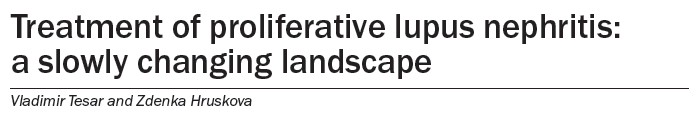 Treatment of proliferative lupus nephritis:
a slowly changing landscape
Vladimir Tesar and Zdenka Hruskova